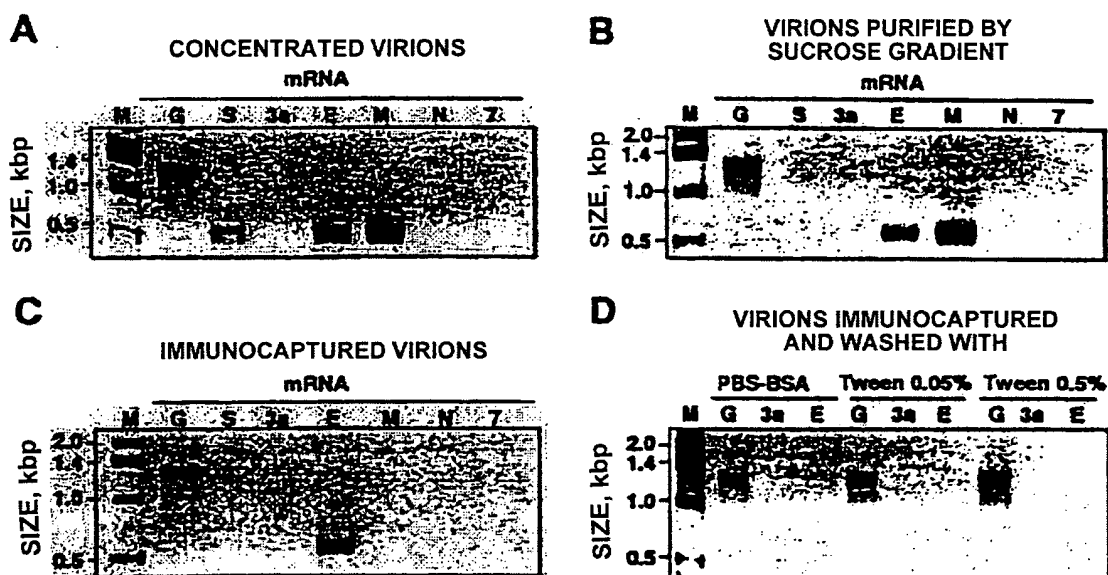 A
CONCENTRATED VIRIONS
mRNA
M G S 3a E M N 7
SIZE, kbp
1.4
1.0
0.5
B
VIRIONS PURIFIED BY
SUCROSE GRADIENT
mRNA
M G S 3a E M N 7
SIZE, kbp
2.0
1.4
1.0
0.5
C
IMMUNOCAPTURED VIRIONS
mRNA
M G S 3a E M N 7
SIZE, kbp
2.0
1.4
1.0
0.5
D
VIRIONS IMMUNOCAPTURED
AND WASHED WITH
PBS-BSA Tween 0.05% Tween 0.5%
M G 3a E G 3a E G 3a E
SIZE, kbp
2.0
1.4
1.0
0.5